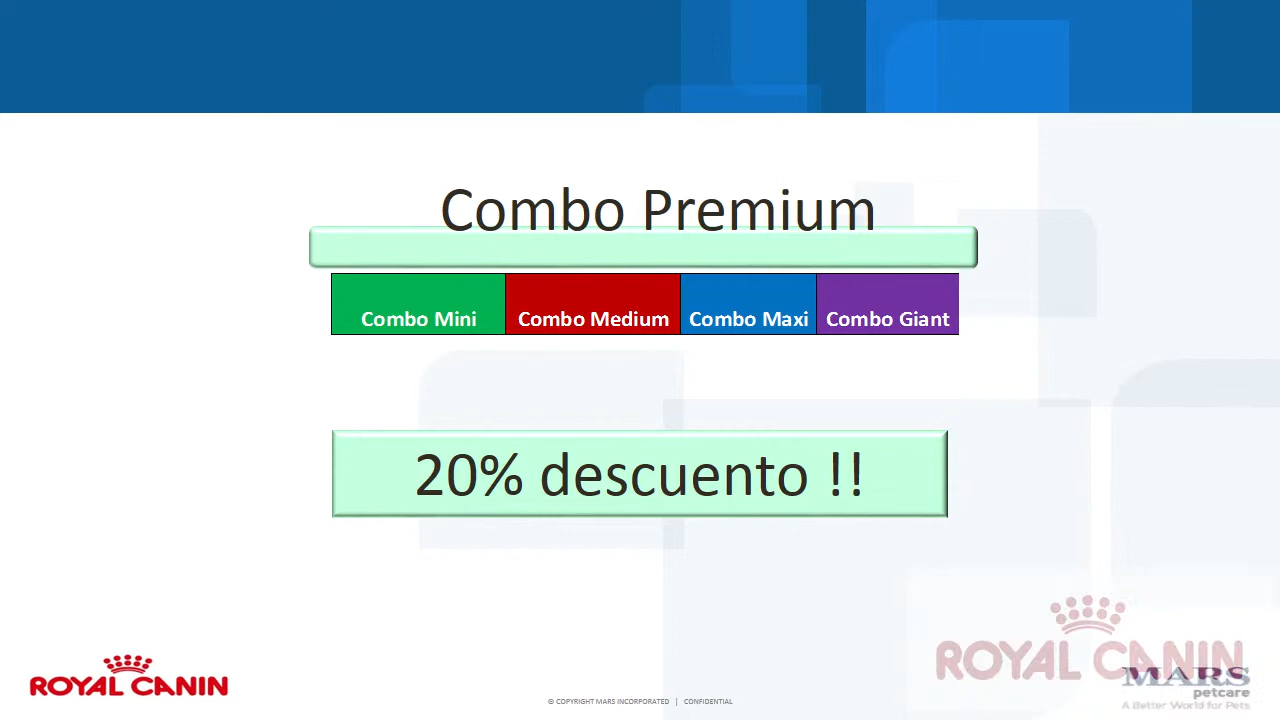 Combo Premium
Combo Mini Combo Medium Combo Maxi Combo Giant
20% descuento !!
ROYAL CANIN
ROYAL CANIN
MARS
petcare
A Better World for Pets
© COPYRIGHT MARS INCORPORATED | CONFIDENTIAL